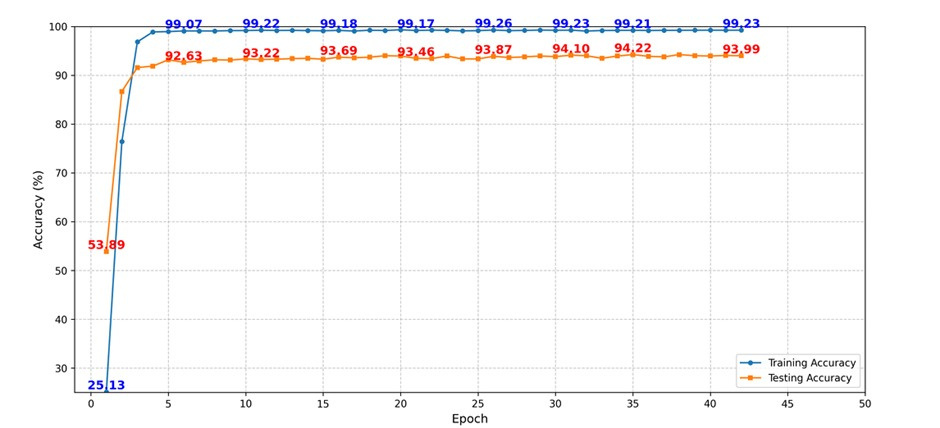 99.07 99.22 99.18 99.17 99.26 99.23 99.21 99.23
92.63 93.22 93.69 93.46 93.87 94.10 94.22 93.99
53.89
25.13
100
90
80
70
60
50
40
30
Accuracy (%)
0 5 10 15 20 25 30 35 40 45 50
Epoch
Training Accuracy
Testing Accuracy